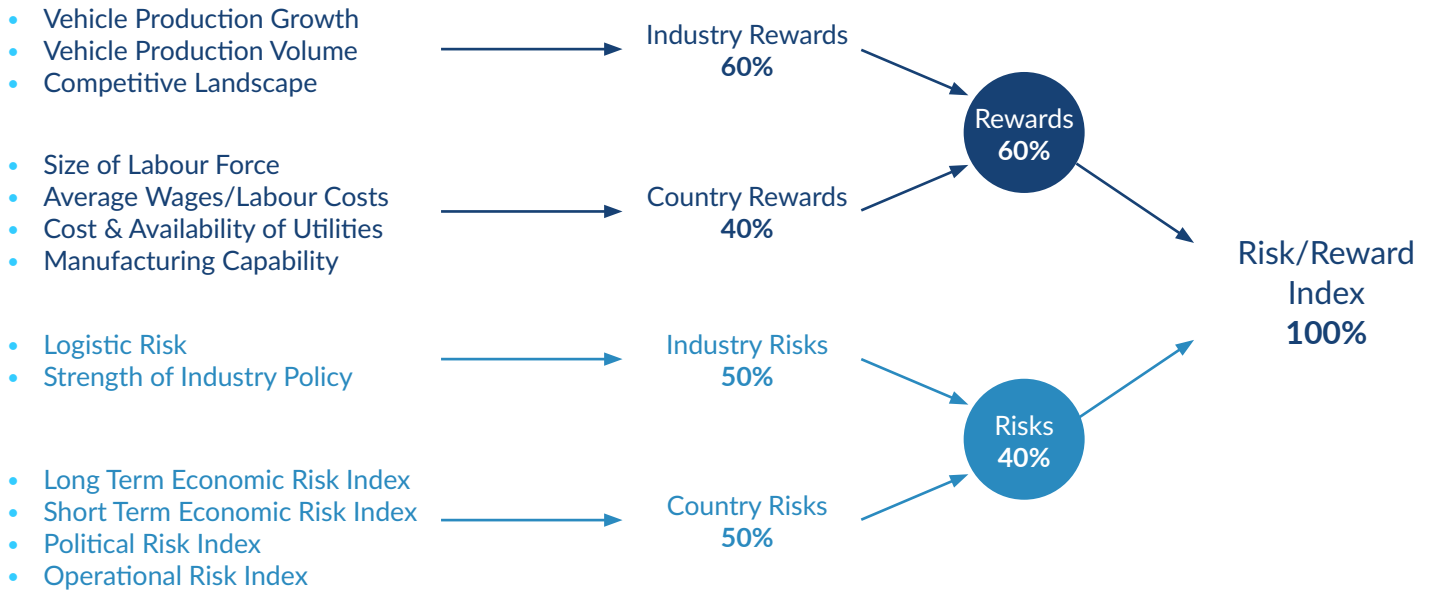 • Vehicle Production Growth
• Vehicle Production Volume
• Competitive Landscape
Industry Rewards
60%
• Size of Labour Force
• Average Wages/Labour Costs
• Cost & Availability of Utilities
• Manufacturing Capability
Country Rewards
40%
Rewards
60%
• Logistic Risk
• Strength of Industry Policy
Industry Risks
50%
• Long Term Economic Risk Index
• Short Term Economic Risk Index
• Political Risk Index
• Operational Risk Index
Country Risks
50%
Risks
40%
Risk/Reward
Index
100%